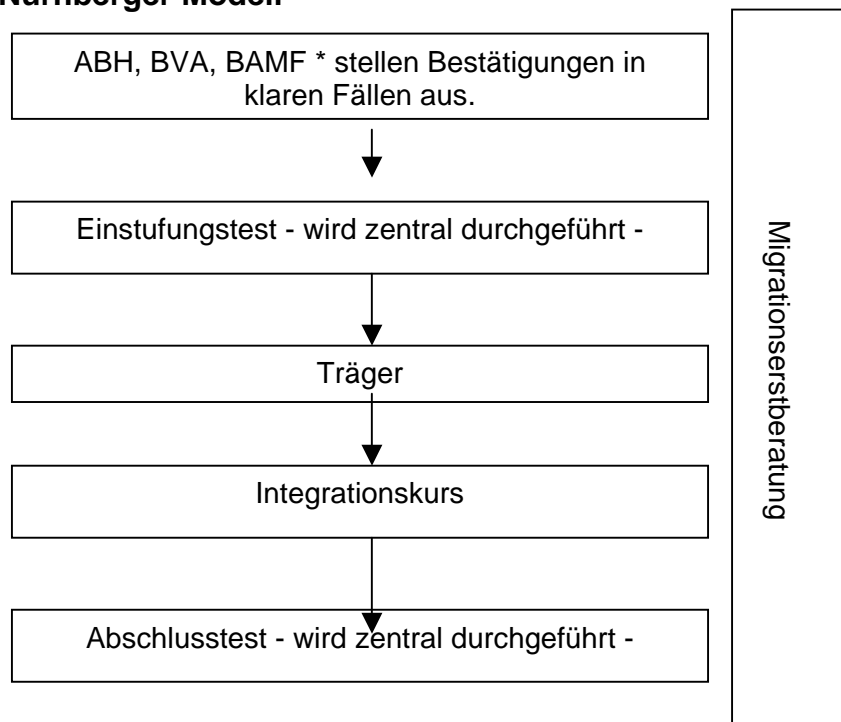 Nürnberger Modell
ABH, BVA, BAMF * stellen Bestätigungen in
klaren Fällen aus.
Einstufungstest - wird zentral durchgeführt -
Träger
Integrationskurs
Abschlusstest - wird zentral durchgeführt -
Migrationserstberatung